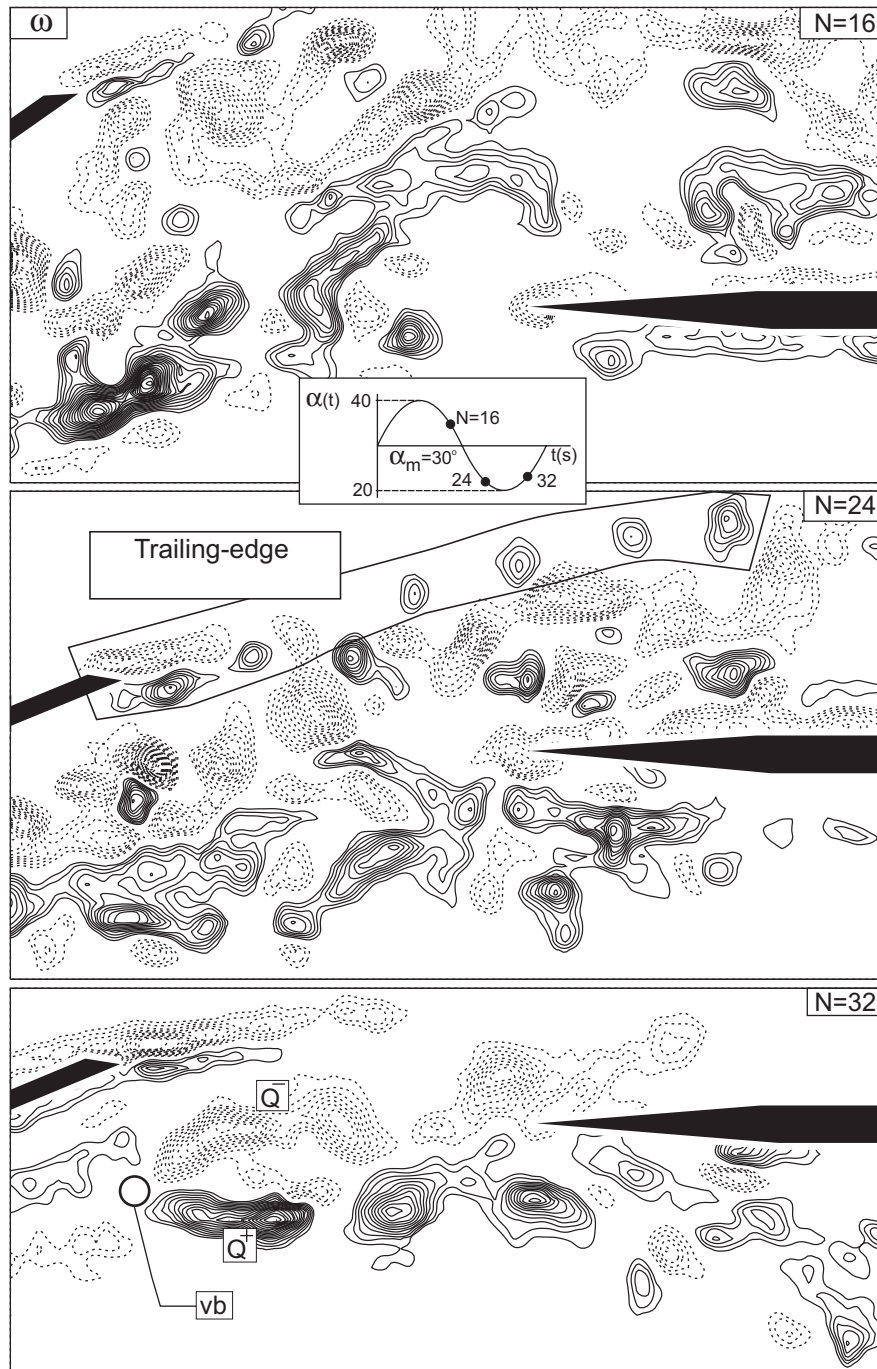 ω
N=16
α(t)
40
N=16
αm=30°
t(s)
24
32
20
N=24
Trailing-edge
N=32
Q−
Q+
vb